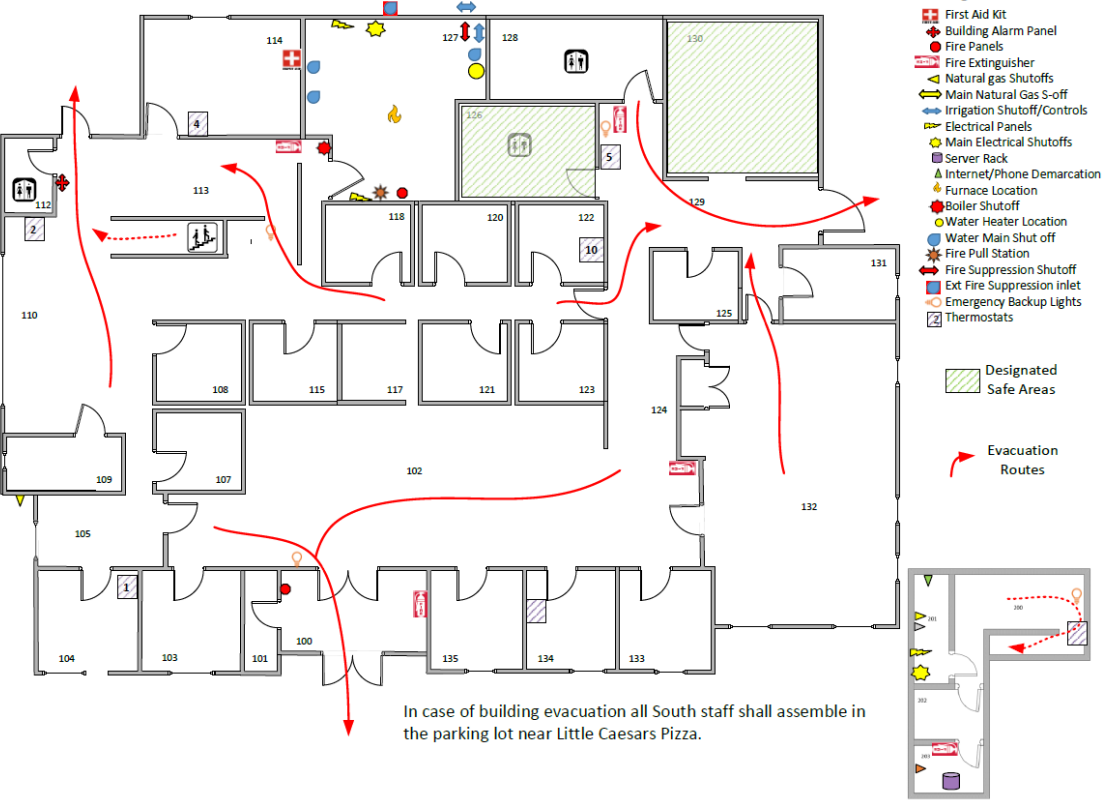 First Aid Kit
Building Alarm Panel
Fire Panels
Fire Extinguisher
Natural gas Shutoffs
Main Natural Gas S-off
Irrigation Shutoff/Controls
Electrical Panels
Main Electrical Shutoffs
Server Rack
Internet/Phone Demarcation
Furnace Location
Boiler Shutoff
Water Heater Location
Water Main Shut off
Fire Pull Station
Fire Suppression Shutoff
Ext Fire Suppression inlet
Emergency Backup Lights
2 Thermostats
Designated
Safe Areas
Evacuation
Routes
114
127
128
130
126
4
5
113
112
2
118
120
122
10
129
131
110
125
108
115
117
121
123
124
109
107
102
105
132
1
104
103
101
100
135
134
133
200
201
202
203
In case of building evacuation all South staff shall assemble in
the parking lot near Little Caesars Pizza.